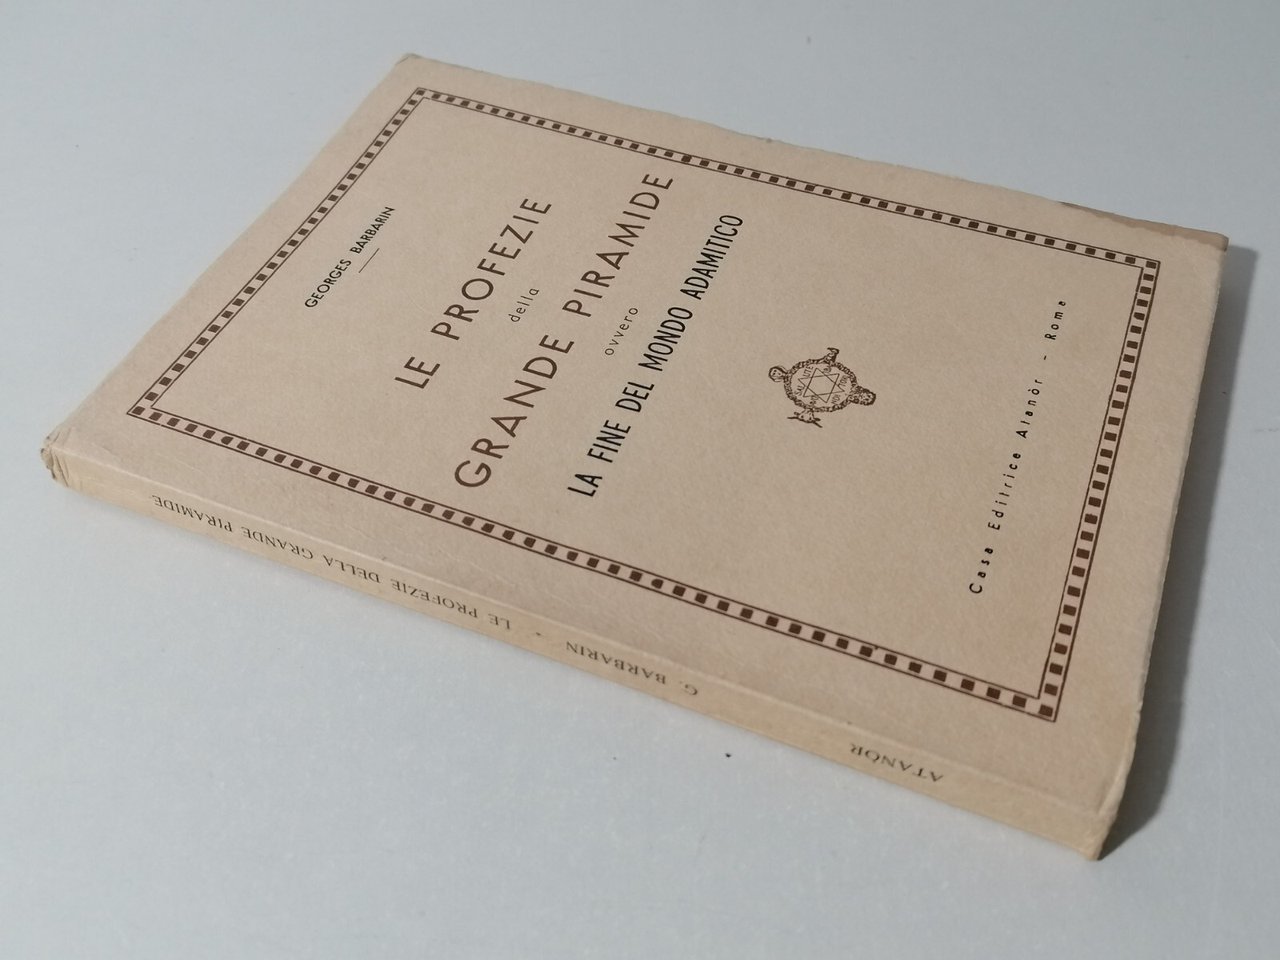 GEORGES BARBARIN
LE PROFEZIE
della
GRANDE PIRAMIDE
ovvero
LA FINE DEL MONDO ADAMITICO
Casa Editrice Atanòr - Roma
G. BARBARIN - LE PROFEZIE DELLA GRANDE PIRAMIDE
ATANÒR